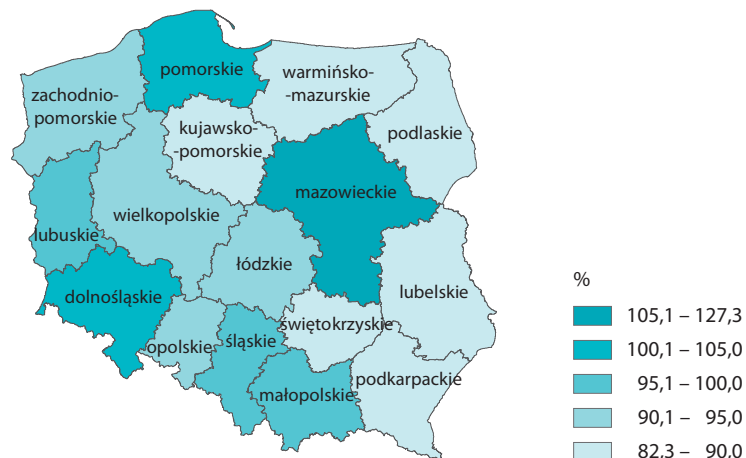 pomorskie
warmińsko-
-mazurskie
zachodnio-
pomorskie
kujawsko-
-pomorskie
podlaskie
mazowieckie
wielkopolskie
lubuskie
łódzkie
dolnośląskie
lubelskie
świętokrzyskie
opolskie
śląskie
podkarpackie
małopolskie
%
105,1 – 127,3
100,1 – 105,0
95,1 – 100,0
90,1 – 95,0
82,3 – 90,0